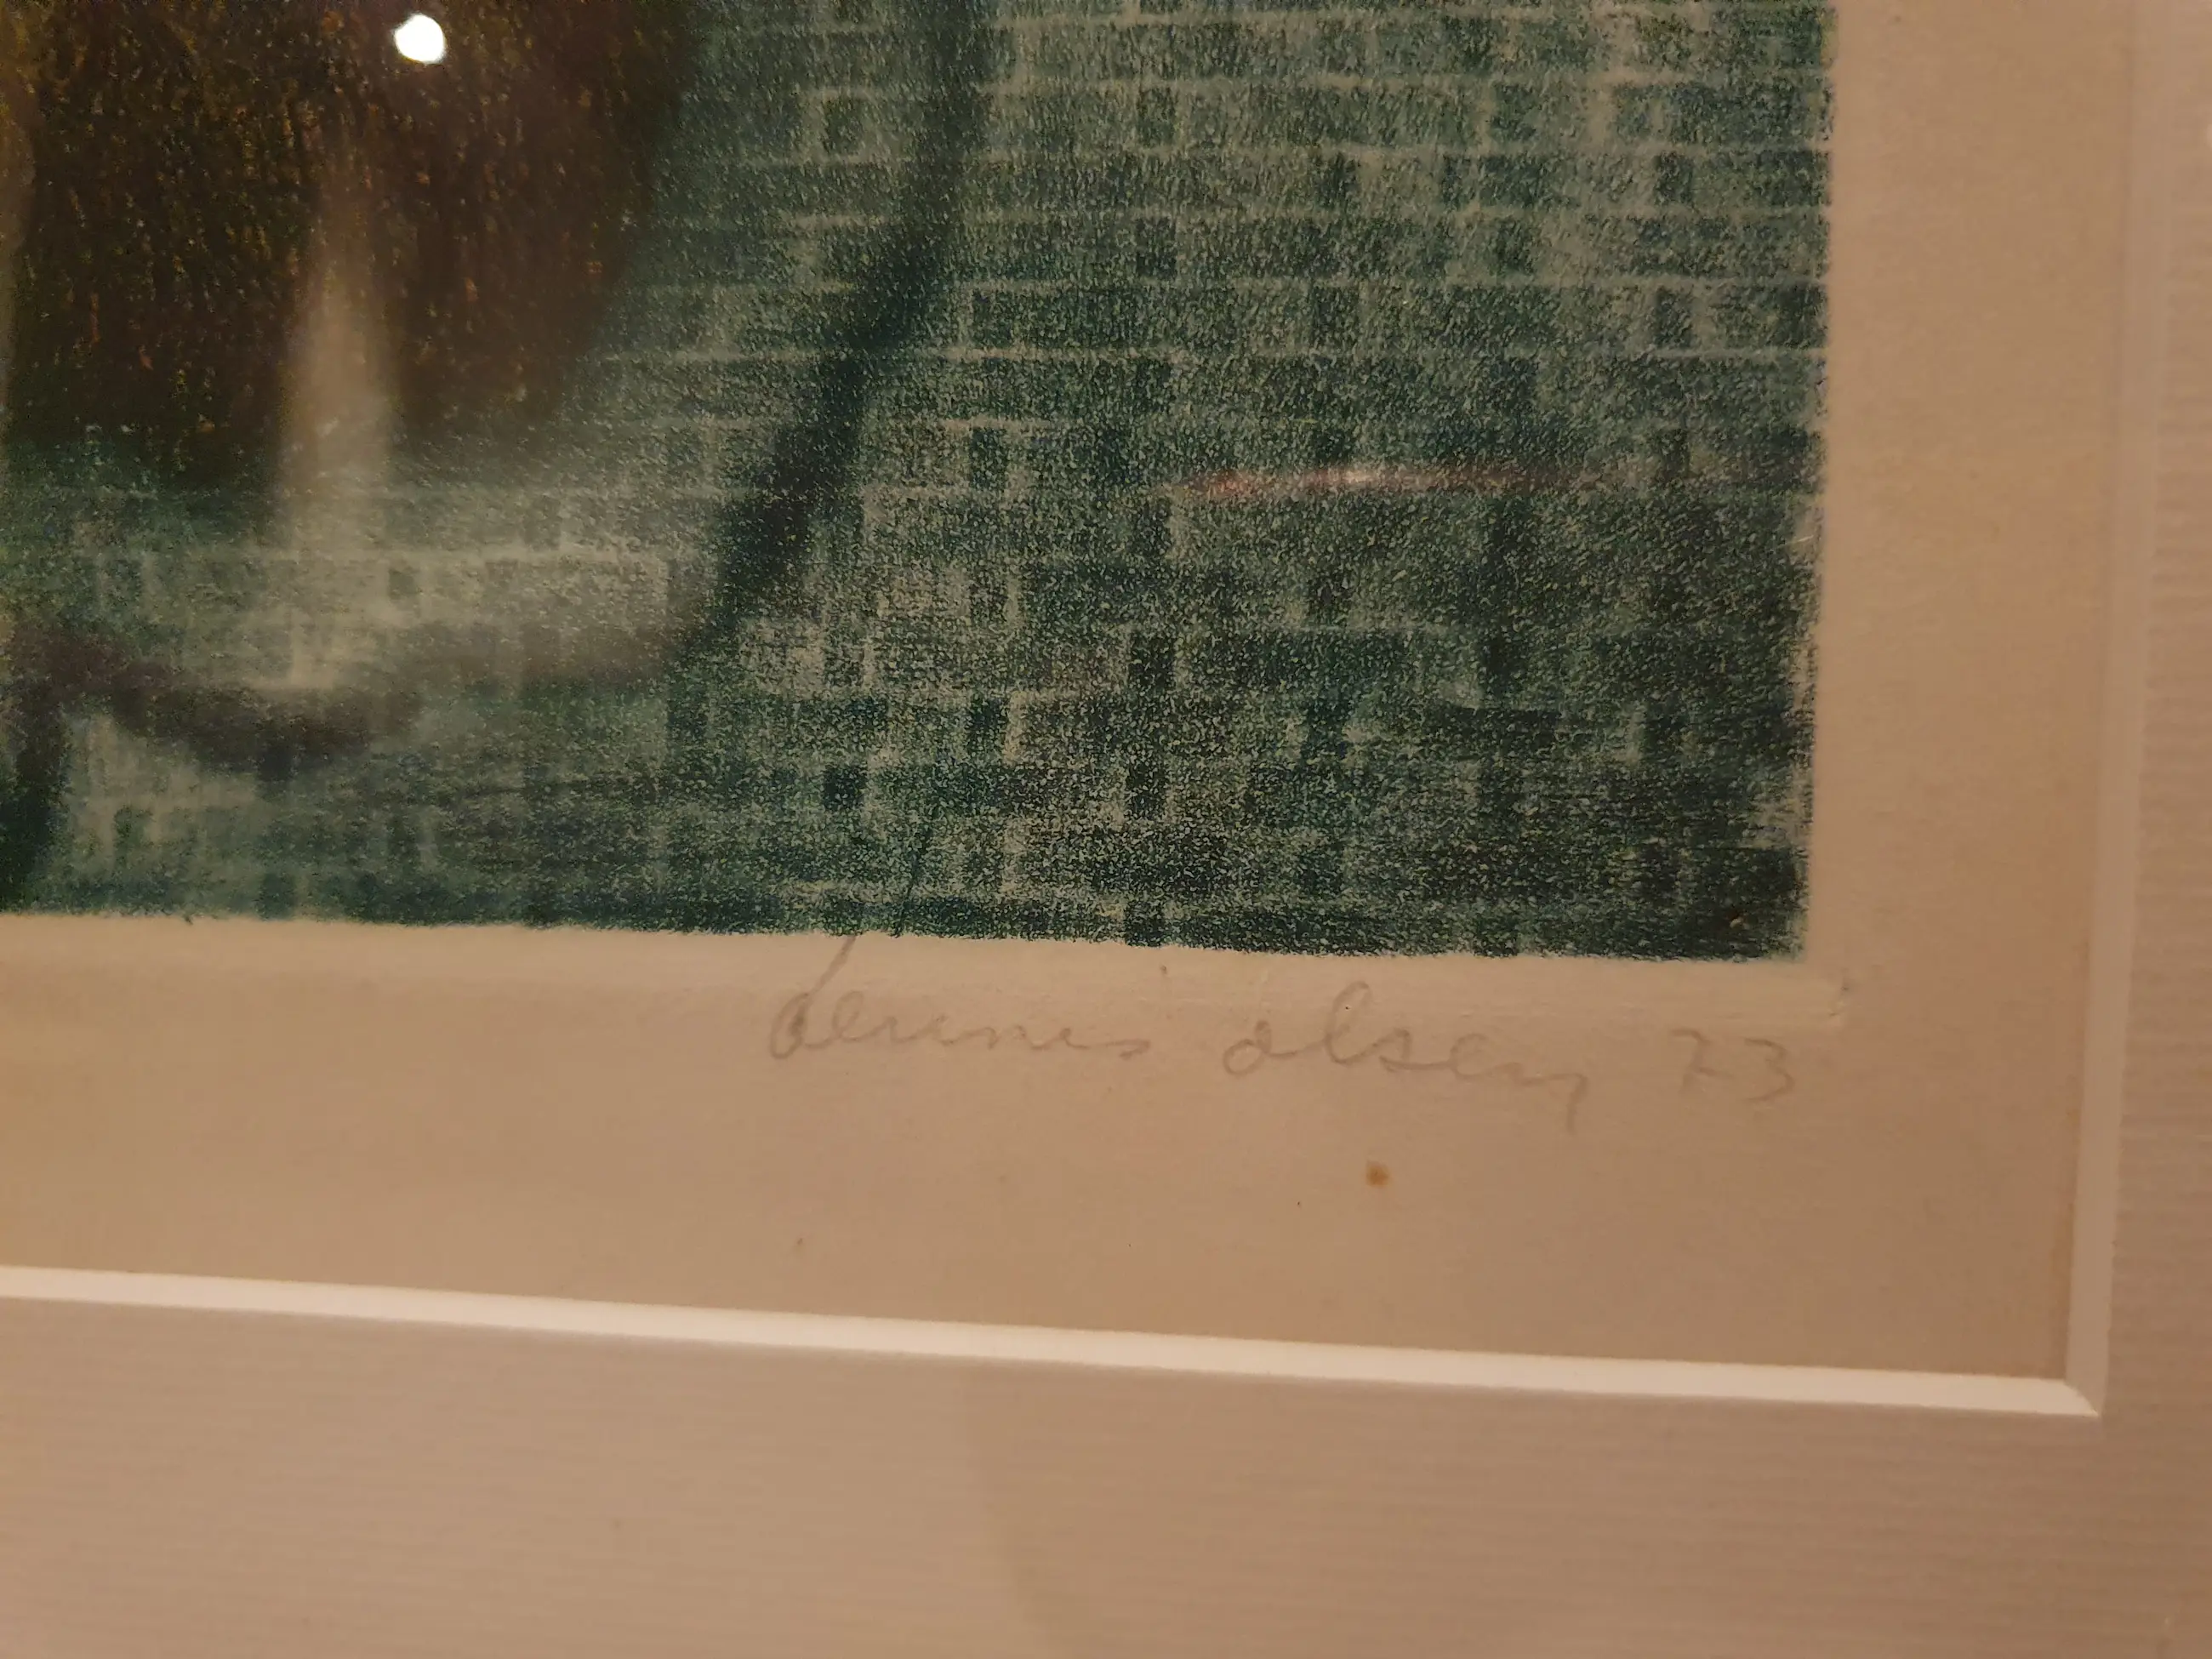 dennis olsen 73